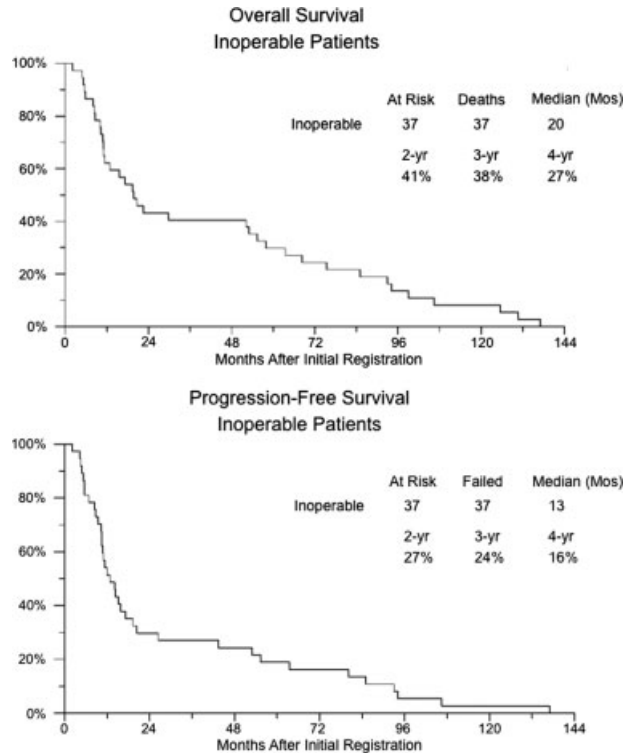 Overall Survival
Inoperable Patients
100%
80%
60%
40%
20%
0%
At Risk Deaths Median (Mos)
Inoperable 37 37 20
2-yr 3-yr 4-yr
41% 38% 27%
0 24 48 72 96 120 144
Months After Initial Registration
Progression-Free Survival
Inoperable Patients
100%
80%
60%
40%
20%
0%
At Risk Failed Median (Mos)
Inoperable 37 37 13
2-yr 3-yr 4-yr
27% 24% 16%
0 24 48 72 96 120 144
Months After Initial Registration